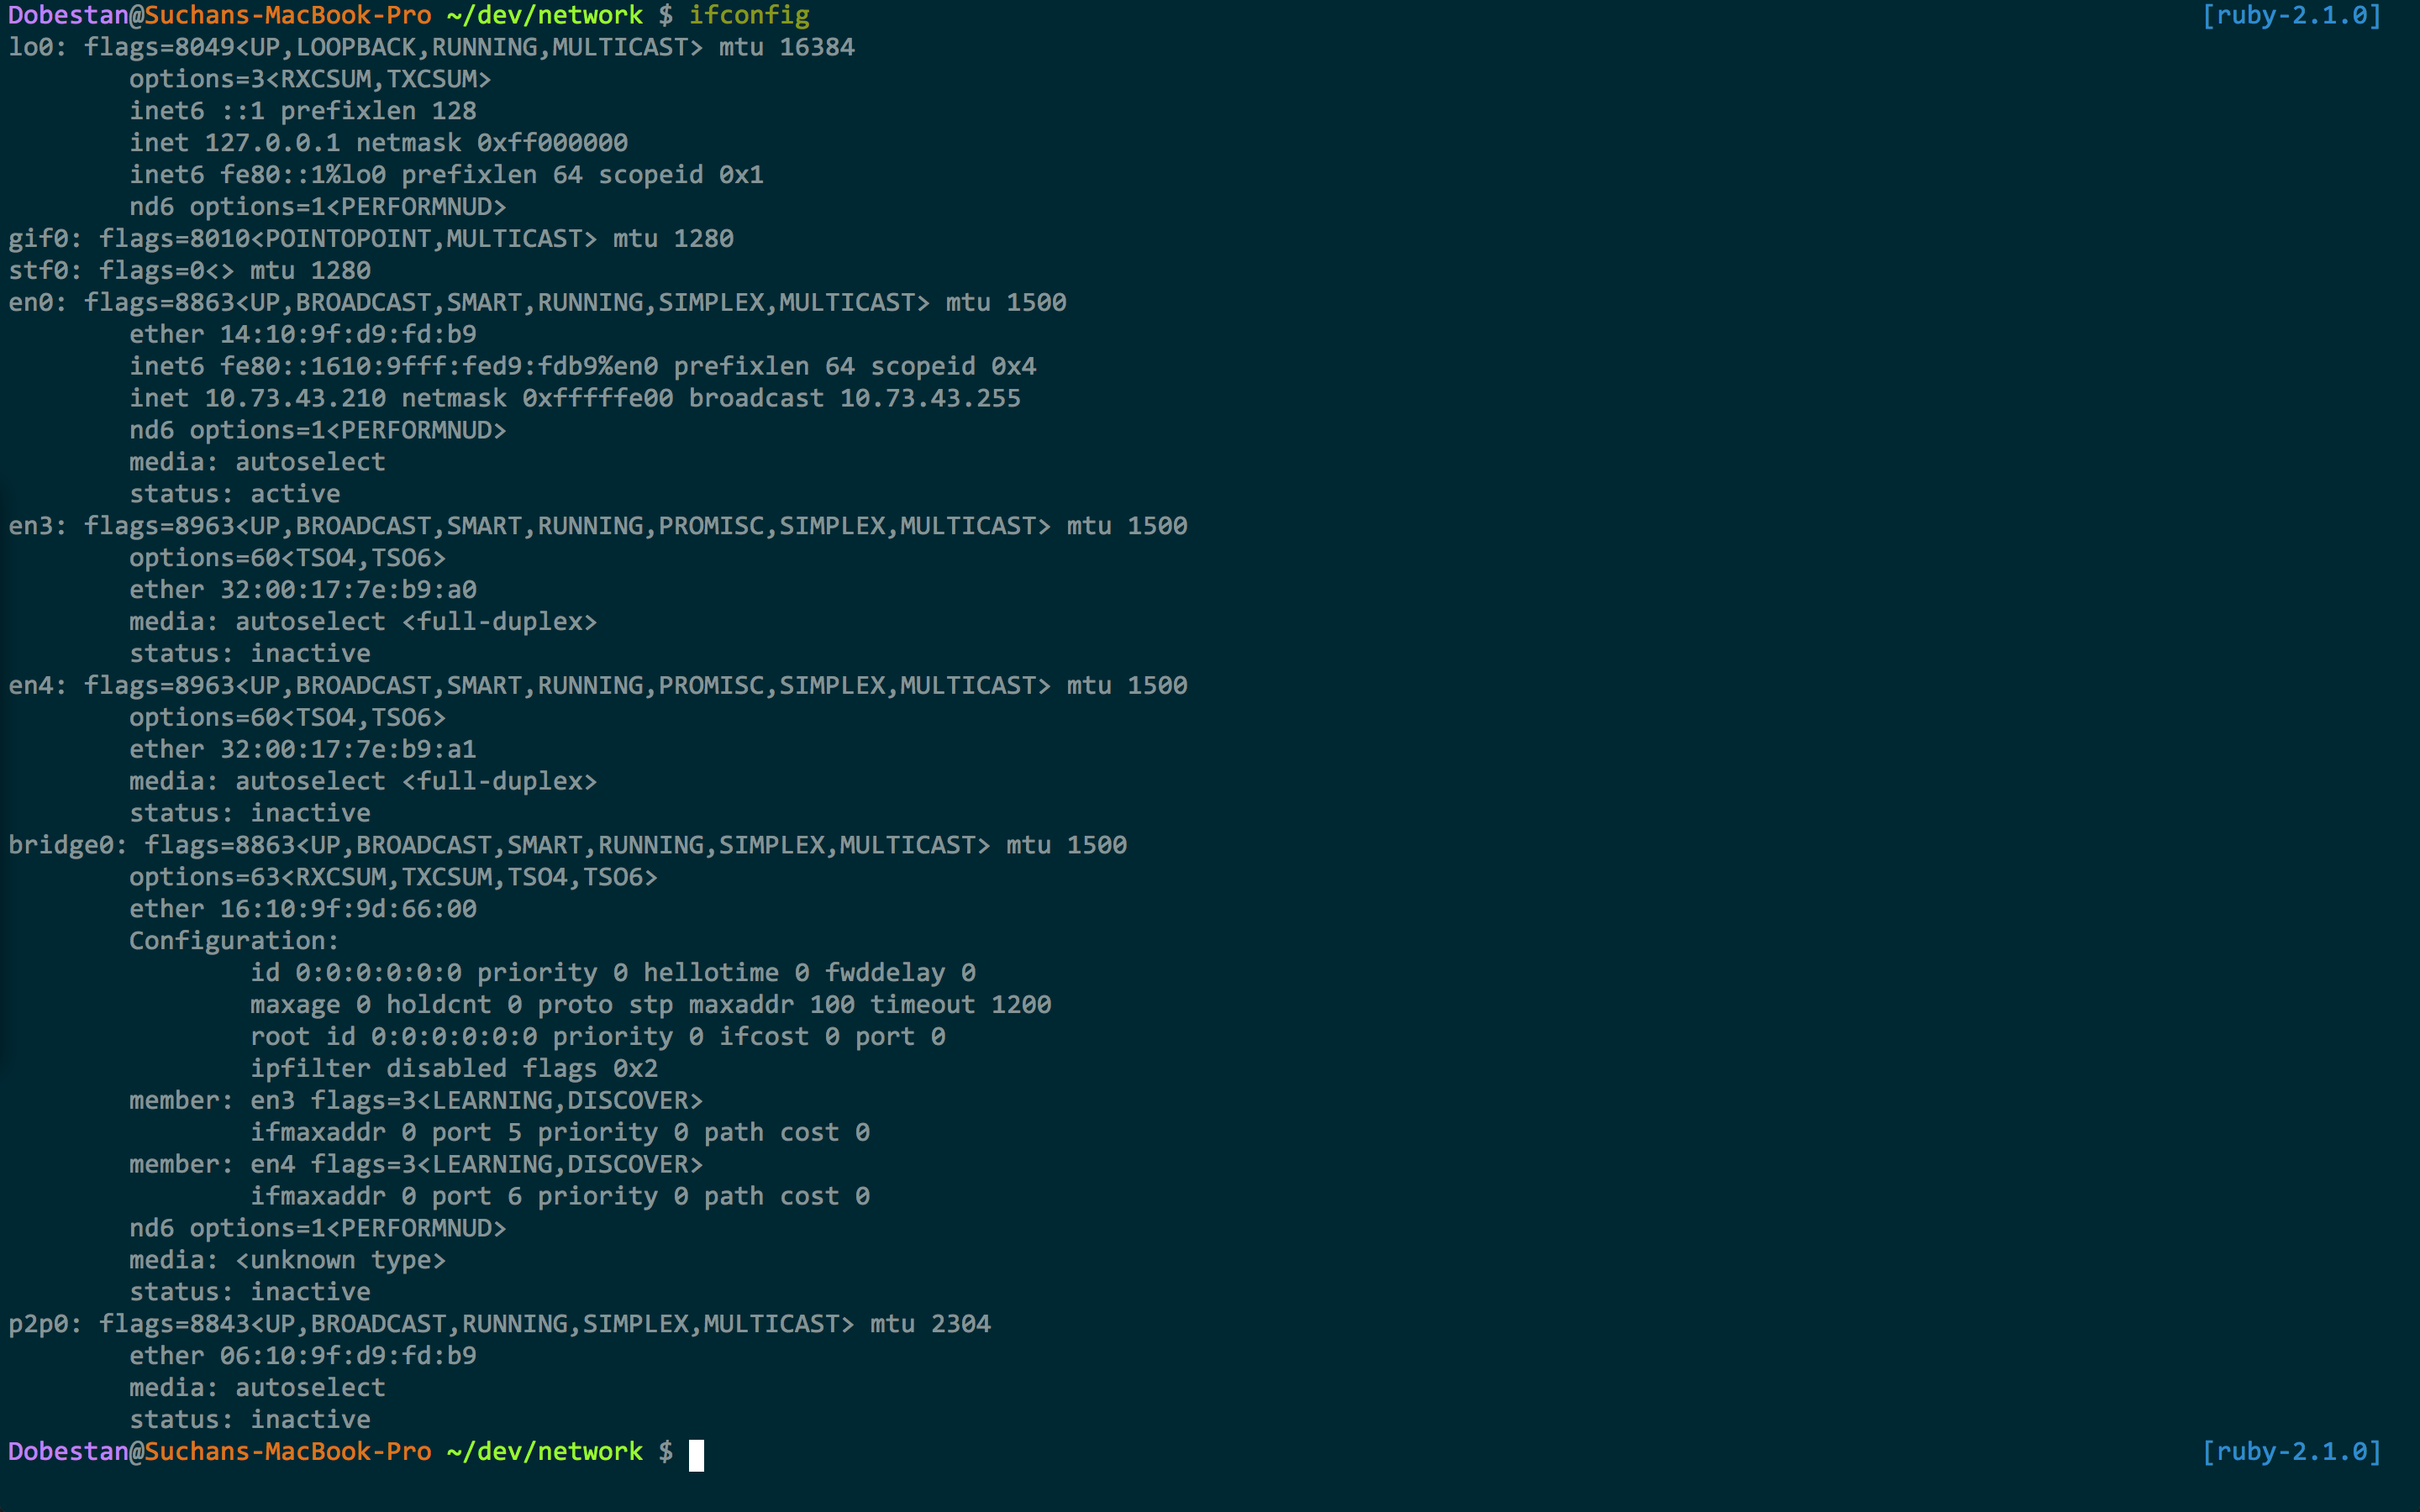 Dobestan@Suchans-MacBook-Pro ~/dev/network $ ifconfig [ruby-2.1.0]
lo0: flags=8049<UP,LOOPBACK,RUNNING,MULTICAST> mtu 16384
options=3<RXCSUM,TXCSUM>
inet6 ::1 prefixlen 128
inet 127.0.0.1 netmask 0xff000000
inet6 fe80::1%lo0 prefixlen 64 scopeid 0x1
nd6 options=1<PERFORMNUD>
gif0: flags=8010<POINTOPOINT,MULTICAST> mtu 1280
stf0: flags=0<> mtu 1280
en0: flags=8863<UP,BROADCAST,SMART,RUNNING,SIMPLEX,MULTICAST> mtu 1500
ether 14:10:9f:d9:fd:b9
inet6 fe80::1610:9fff:fed9:fdb9%en0 prefixlen 64 scopeid 0x4
inet 10.73.43.210 netmask 0xfffffe00 broadcast 10.73.43.255
nd6 options=1<PERFORMNUD>
media: autoselect
status: active
en3: flags=8963<UP,BROADCAST,SMART,RUNNING,PROMISC,SIMPLEX,MULTICAST> mtu 1500
options=60<TSO4,TSO6>
ether 32:00:17:7e:b9:a0
media: autoselect <full-duplex>
status: inactive
en4: flags=8963<UP,BROADCAST,SMART,RUNNING,PROMISC,SIMPLEX,MULTICAST> mtu 1500
options=60<TSO4,TSO6>
ether 32:00:17:7e:b9:a1
media: autoselect <full-duplex>
status: inactive
bridge0: flags=8863<UP,BROADCAST,SMART,RUNNING,SIMPLEX,MULTICAST> mtu 1500
options=63<RXCSUM,TXCSUM,TSO4,TSO6>
ether 16:10:9f:9d:66:00
Configuration:
id 0:0:0:0:0:0 priority 0 hellotime 0 fwddelay 0
maxage 0 holdcnt 0 proto stp maxaddr 100 timeout 1200
root id 0:0:0:0:0:0 priority 0 ifcost 0 port 0
ipfilter disabled flags 0x2
member: en3 flags=3<LEARNING,DISCOVER>
ifmaxaddr 0 port 5 priority 0 path cost 0
member: en4 flags=3<LEARNING,DISCOVER>
ifmaxaddr 0 port 6 priority 0 path cost 0
nd6 options=1<PERFORMNUD>
media: <unknown type>
status: inactive
p2p0: flags=8843<UP,BROADCAST,RUNNING,SIMPLEX,MULTICAST> mtu 2304
ether 06:10:9f:d9:fd:b9
media: autoselect
status: inactive
Dobestan@Suchans-MacBook-Pro ~/dev/network $ [ruby-2.1.0]